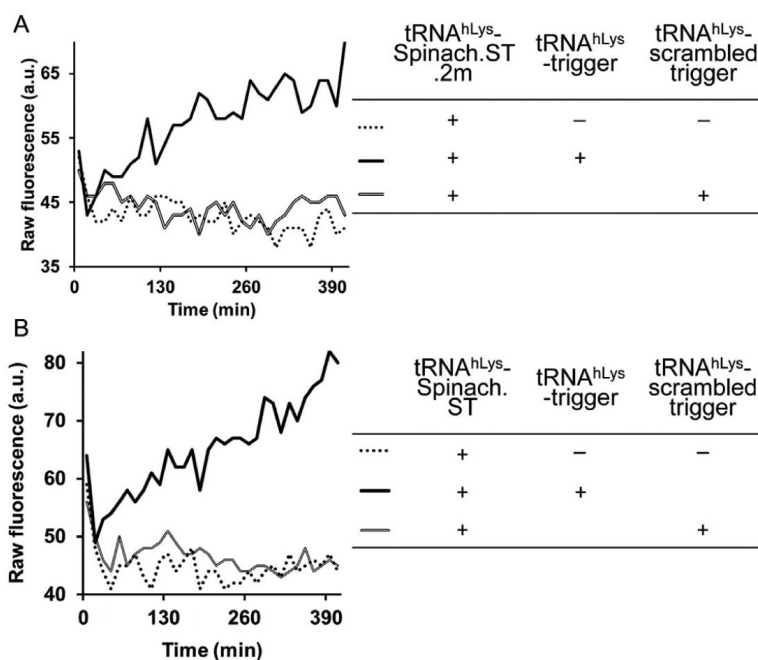 A
Raw fluorescence (a.u.)
65
55
45
35
0 130 260 390
Time (min)
tRNAʰᴸʸˢ- tRNAʰᴸʸˢ tRNAʰᴸʸˢ-
Spinach.ST -trigger scrambled
.2m trigger
+ – –
+ +
+ +
B
Raw fluorescence (a.u.)
80
70
60
50
40
0 130 260 390
Time (min)
tRNAʰᴸʸˢ- tRNAʰᴸʸˢ tRNAʰᴸʸˢ-
Spinach. -trigger scrambled
ST trigger
+ – –
+ +
+ +